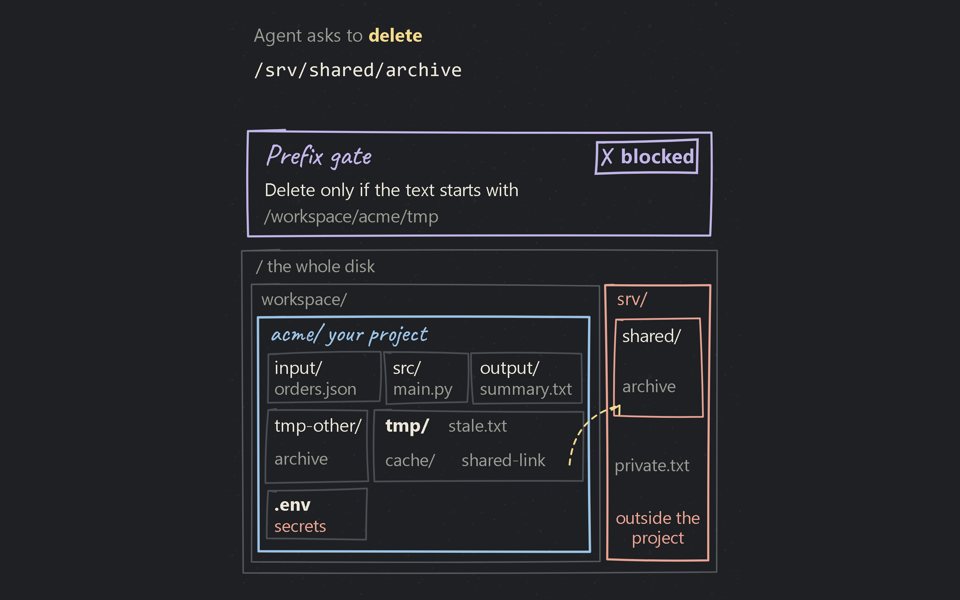 Agent asks to delete
/srv/shared/archive
Prefix gate
X blocked
Delete only if the text starts with
/workspace/acme/tmp
/ the whole disk
workspace/
srv/
acme/ your project
shared/
input/
orders.json
src/
main.py
output/
summary.txt
archive
tmp-other/
archive
tmp/ stale.txt
cache/ shared-link
private.txt
.env
secrets
outside the
project